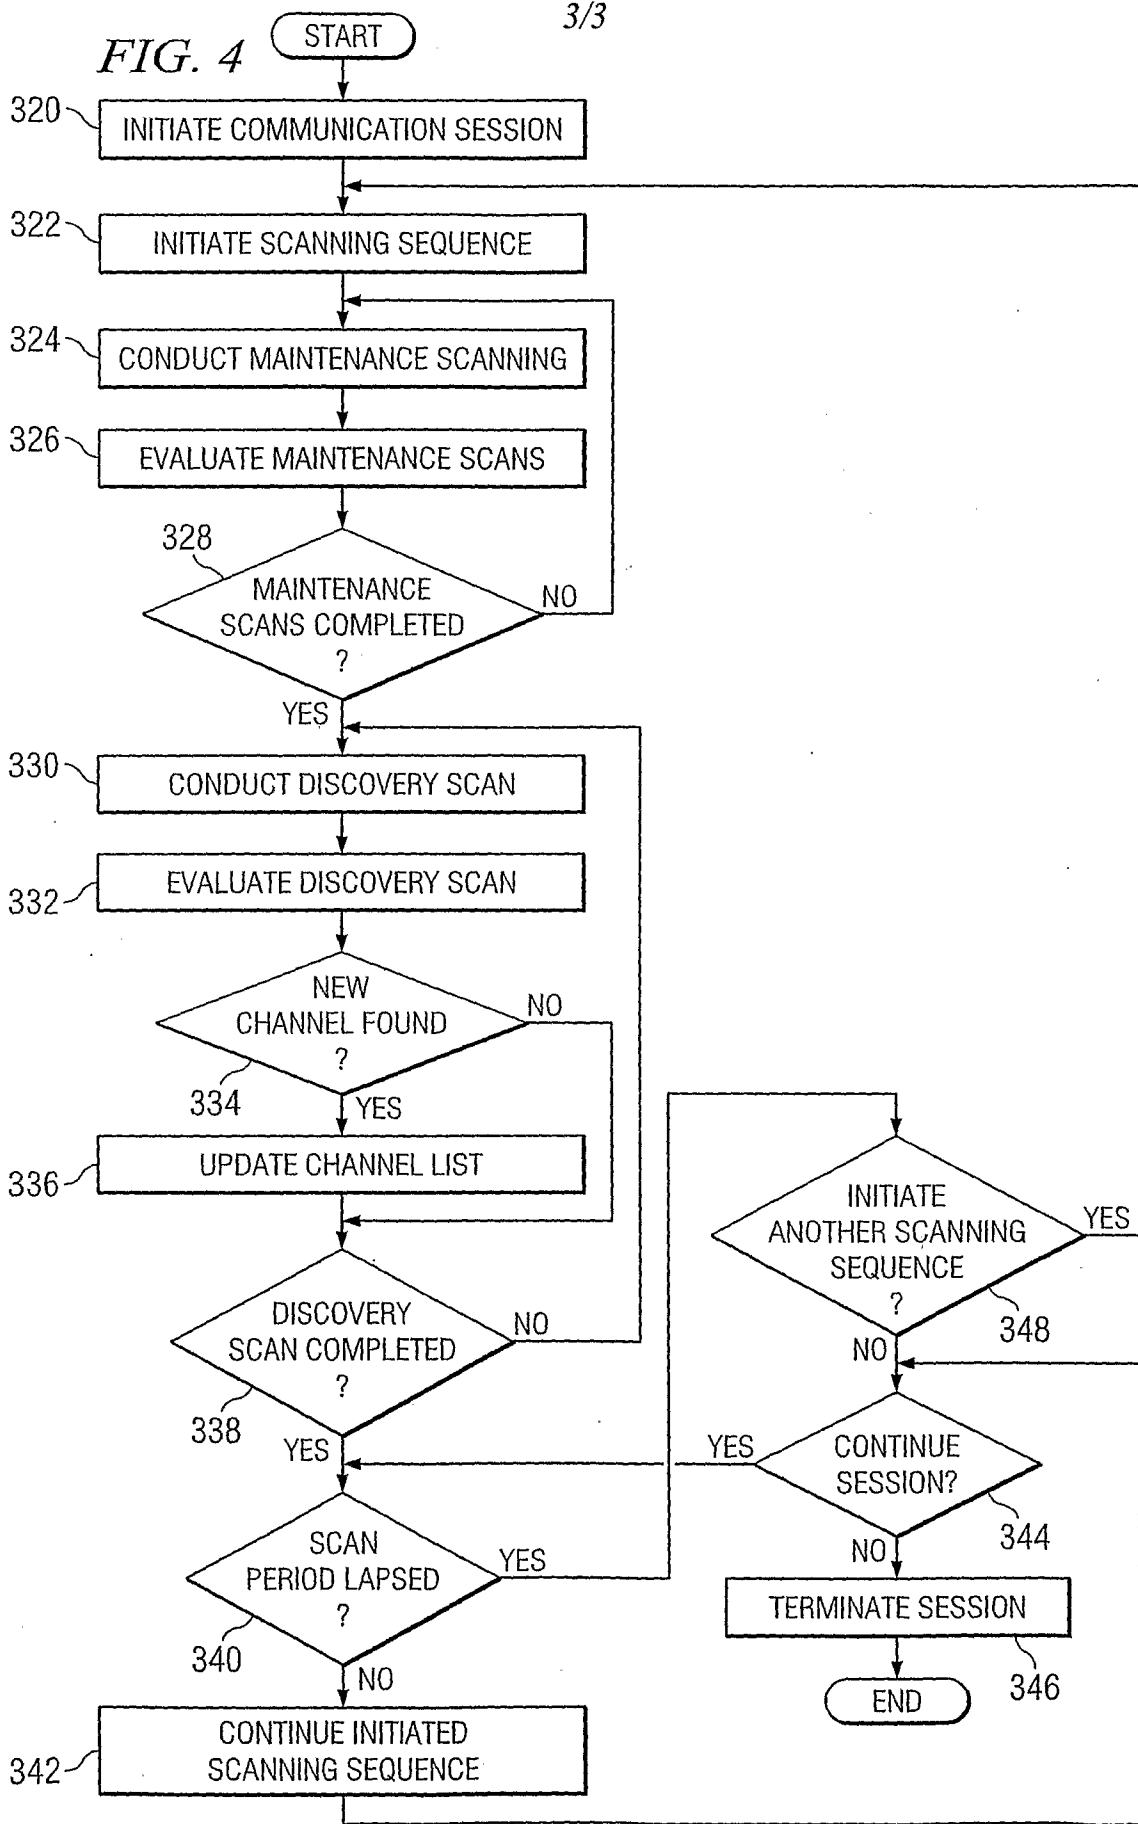 3/3
FIG. 4
START
320
INITIATE COMMUNICATION SESSION
322
INITIATE SCANNING SEQUENCE
324
CONDUCT MAINTENANCE SCANNING
326
EVALUATE MAINTENANCE SCANS
328
MAINTENANCE
SCANS COMPLETED
?
NO
YES
330
CONDUCT DISCOVERY SCAN
332
EVALUATE DISCOVERY SCAN
NEW
CHANNEL FOUND
?
NO
334
YES
336
UPDATE CHANNEL LIST
DISCOVERY
SCAN COMPLETED
?
NO
338
YES
SCAN
PERIOD LAPSED
?
YES
340
NO
342
CONTINUE INITIATED
SCANNING SEQUENCE
INITIATE
ANOTHER SCANNING
SEQUENCE
?
YES
348
NO
CONTINUE
SESSION?
YES
344
NO
TERMINATE SESSION
346
END